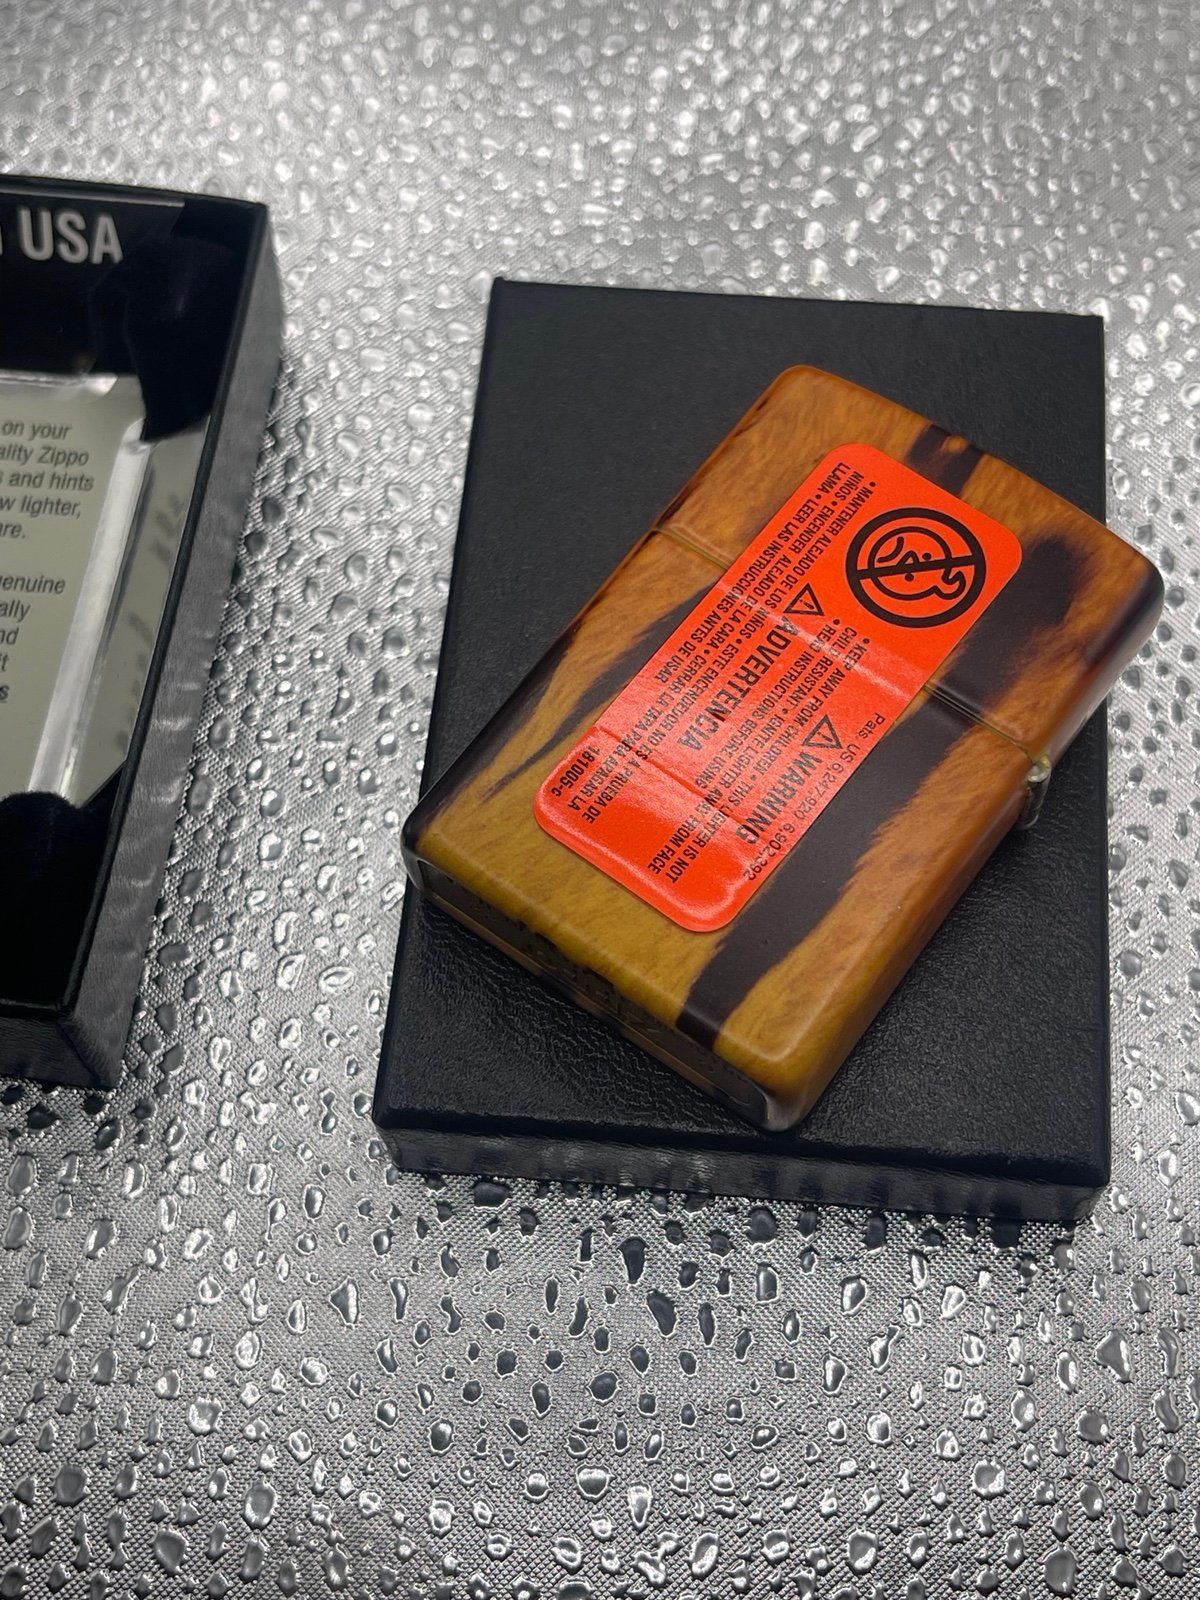 USA
on your
ality Zippo
s and hints
w lighter,
are.
genuine
ally
nd
it
s
• MANTENER ALEJADO DE LOS NIÑOS • ESTE ENCENDEDOR NO ES A PRUEBA DE
NIÑOS • ENCENDER ALEJADO DE LA CARA • CERRAR LA TAPA PARA APAGAR LA
LLAMA • LEER LAS INSTRUCCIONES ANTES DE USAR
181005-c
ADVERTENCIA
WARNING
• KEEP AWAY FROM CHILDREN • THIS LIGHTER IS NOT
CHILD RESISTANT • IGNITE LIGHTER AWAY FROM FACE
• READ INSTRUCTIONS BEFORE USING
Pats US 6,247,920 6,902,392